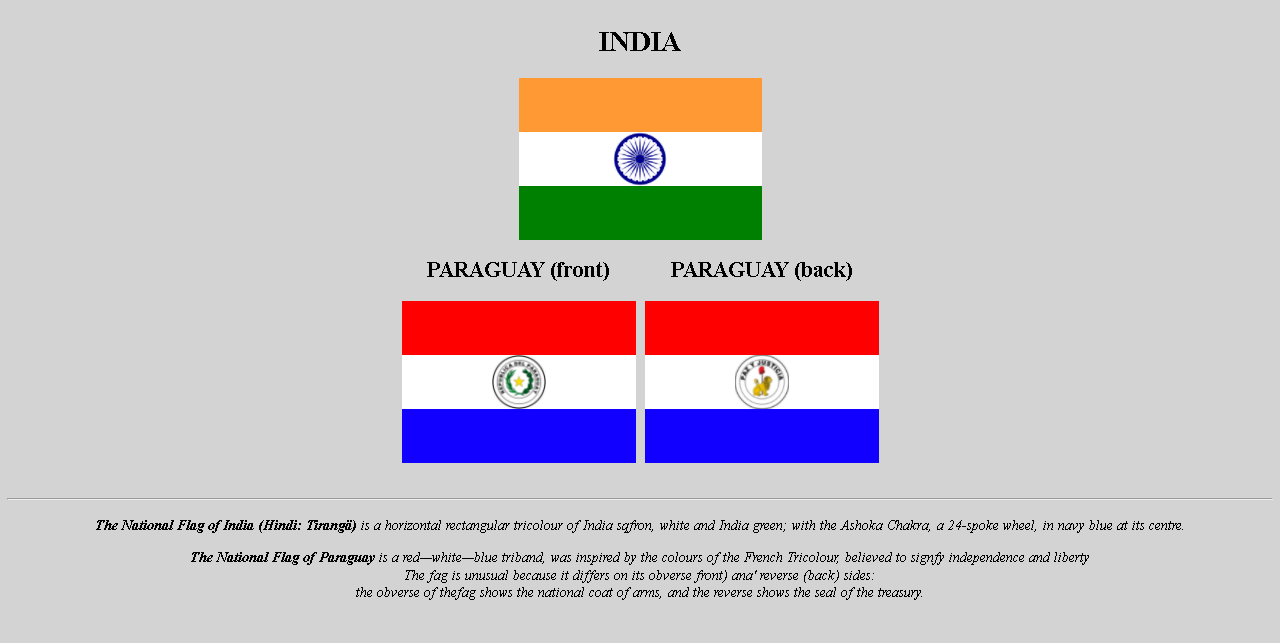 INDIA
PARAGUAY (front) PARAGUAY (back)
REPUBLICA DEL PARAGUAY
PAZ Y JUSTICIA
The National Flag of India (Hindi: Tirangā) is a horizontal rectangular tricolour of India sqfron, white and India green; with the Ashoka Chakra, a 24-spoke wheel, in navy blue at its centre.
The National Flag of Paraguay is a red—white—blue triband, was inspired by the colours of the French Tricolour, believed to signfy independence and liberty
The fag is unusual because it differs on its obverse front) ana' reverse (back) sides:
the obverse of thefag shows the national coat of arms, and the reverse shows the seal of the treasury.